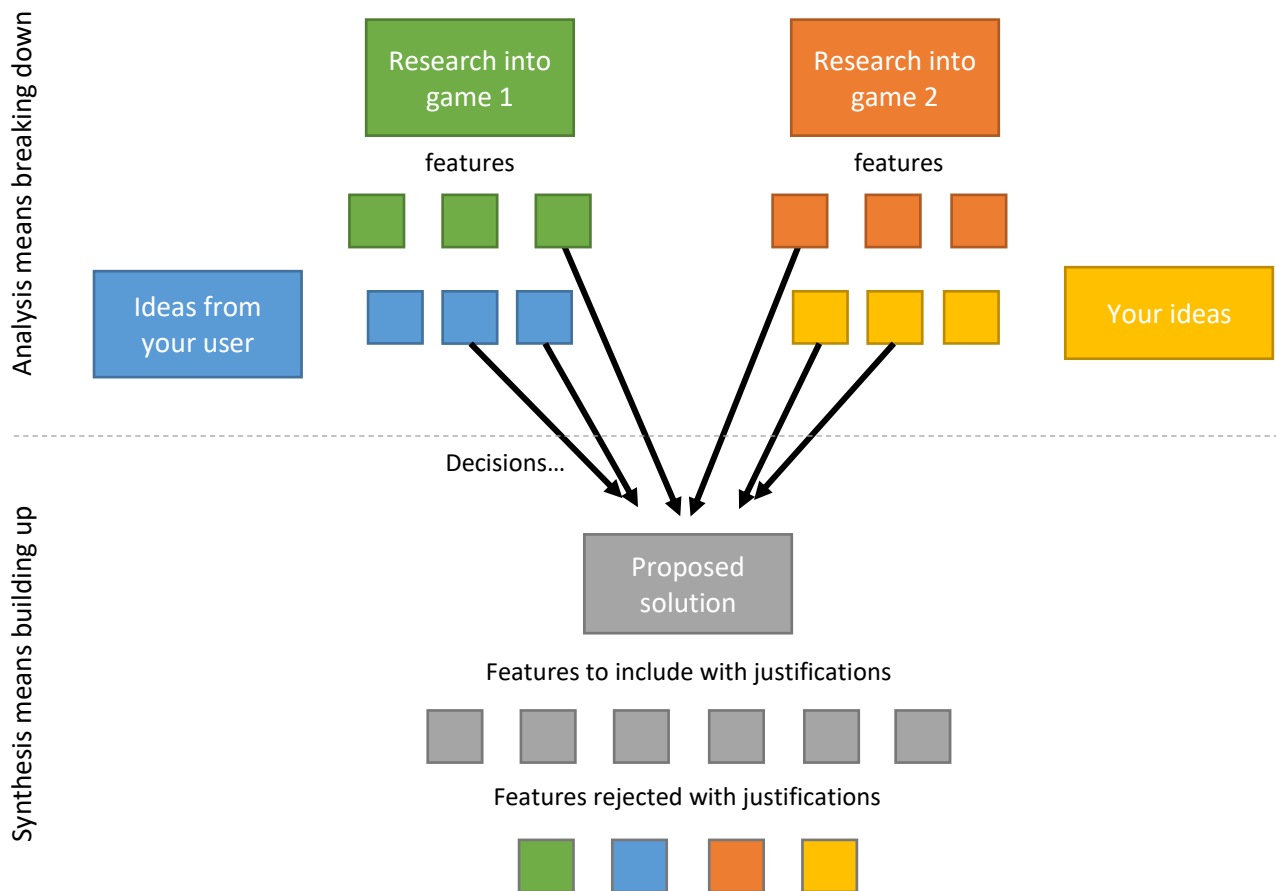 Analysis means breaking down
Research into
game 1
Research into
game 2
features
features
Ideas from
your user
Your ideas
Decisions...
Synthesis means building up
Proposed
solution
Features to include with justifications
Features rejected with justifications